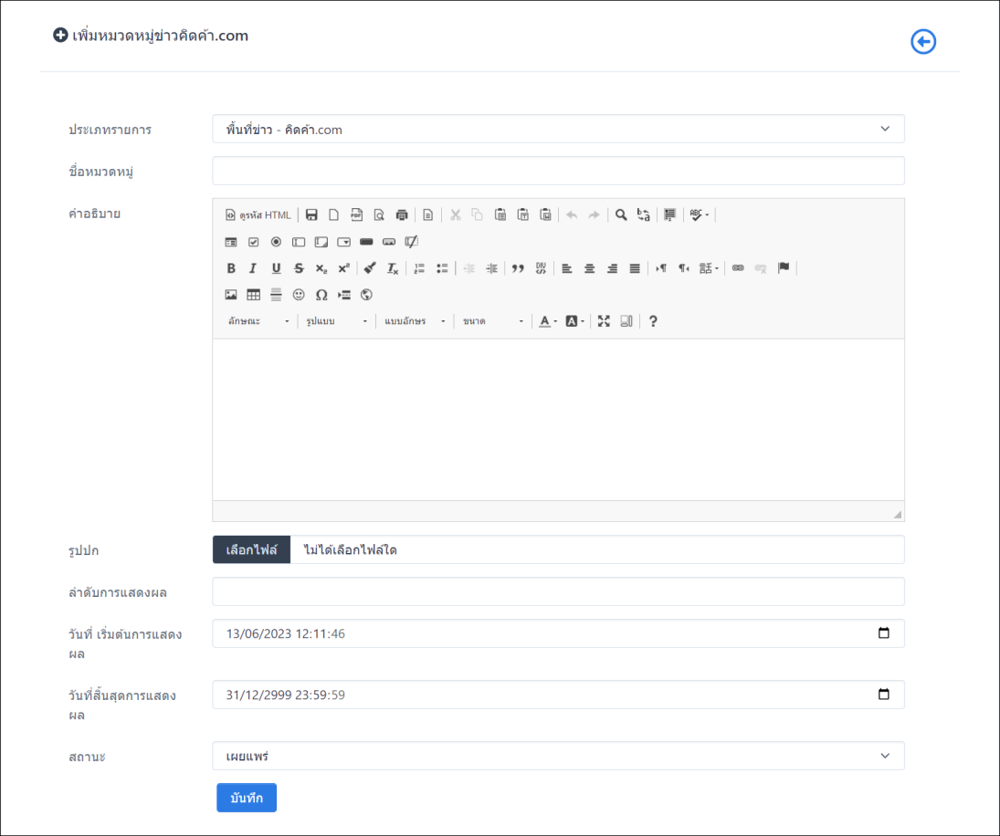 เพิ่มหมวดหมู่ข่าวคิดค้า.com
ประเภทรายการ
พื้นที่ข่าว - คิดค้า.com
ชื่อหมวดหมู่
คำอธิบาย
ดูรหัส HTML
ลักษณะ รูปแบบ แบบอักษร ขนาด
รูปปก
เลือกไฟล์ ไม่ได้เลือกไฟล์ใด
ลำดับการแสดงผล
วันที่ เริ่มต้นการแสดง
ผล
13/06/2023 12:11:46
วันที่สิ้นสุดการแสดง
ผล
31/12/2999 23:59:59
สถานะ
เผยแพร่
บันทึก